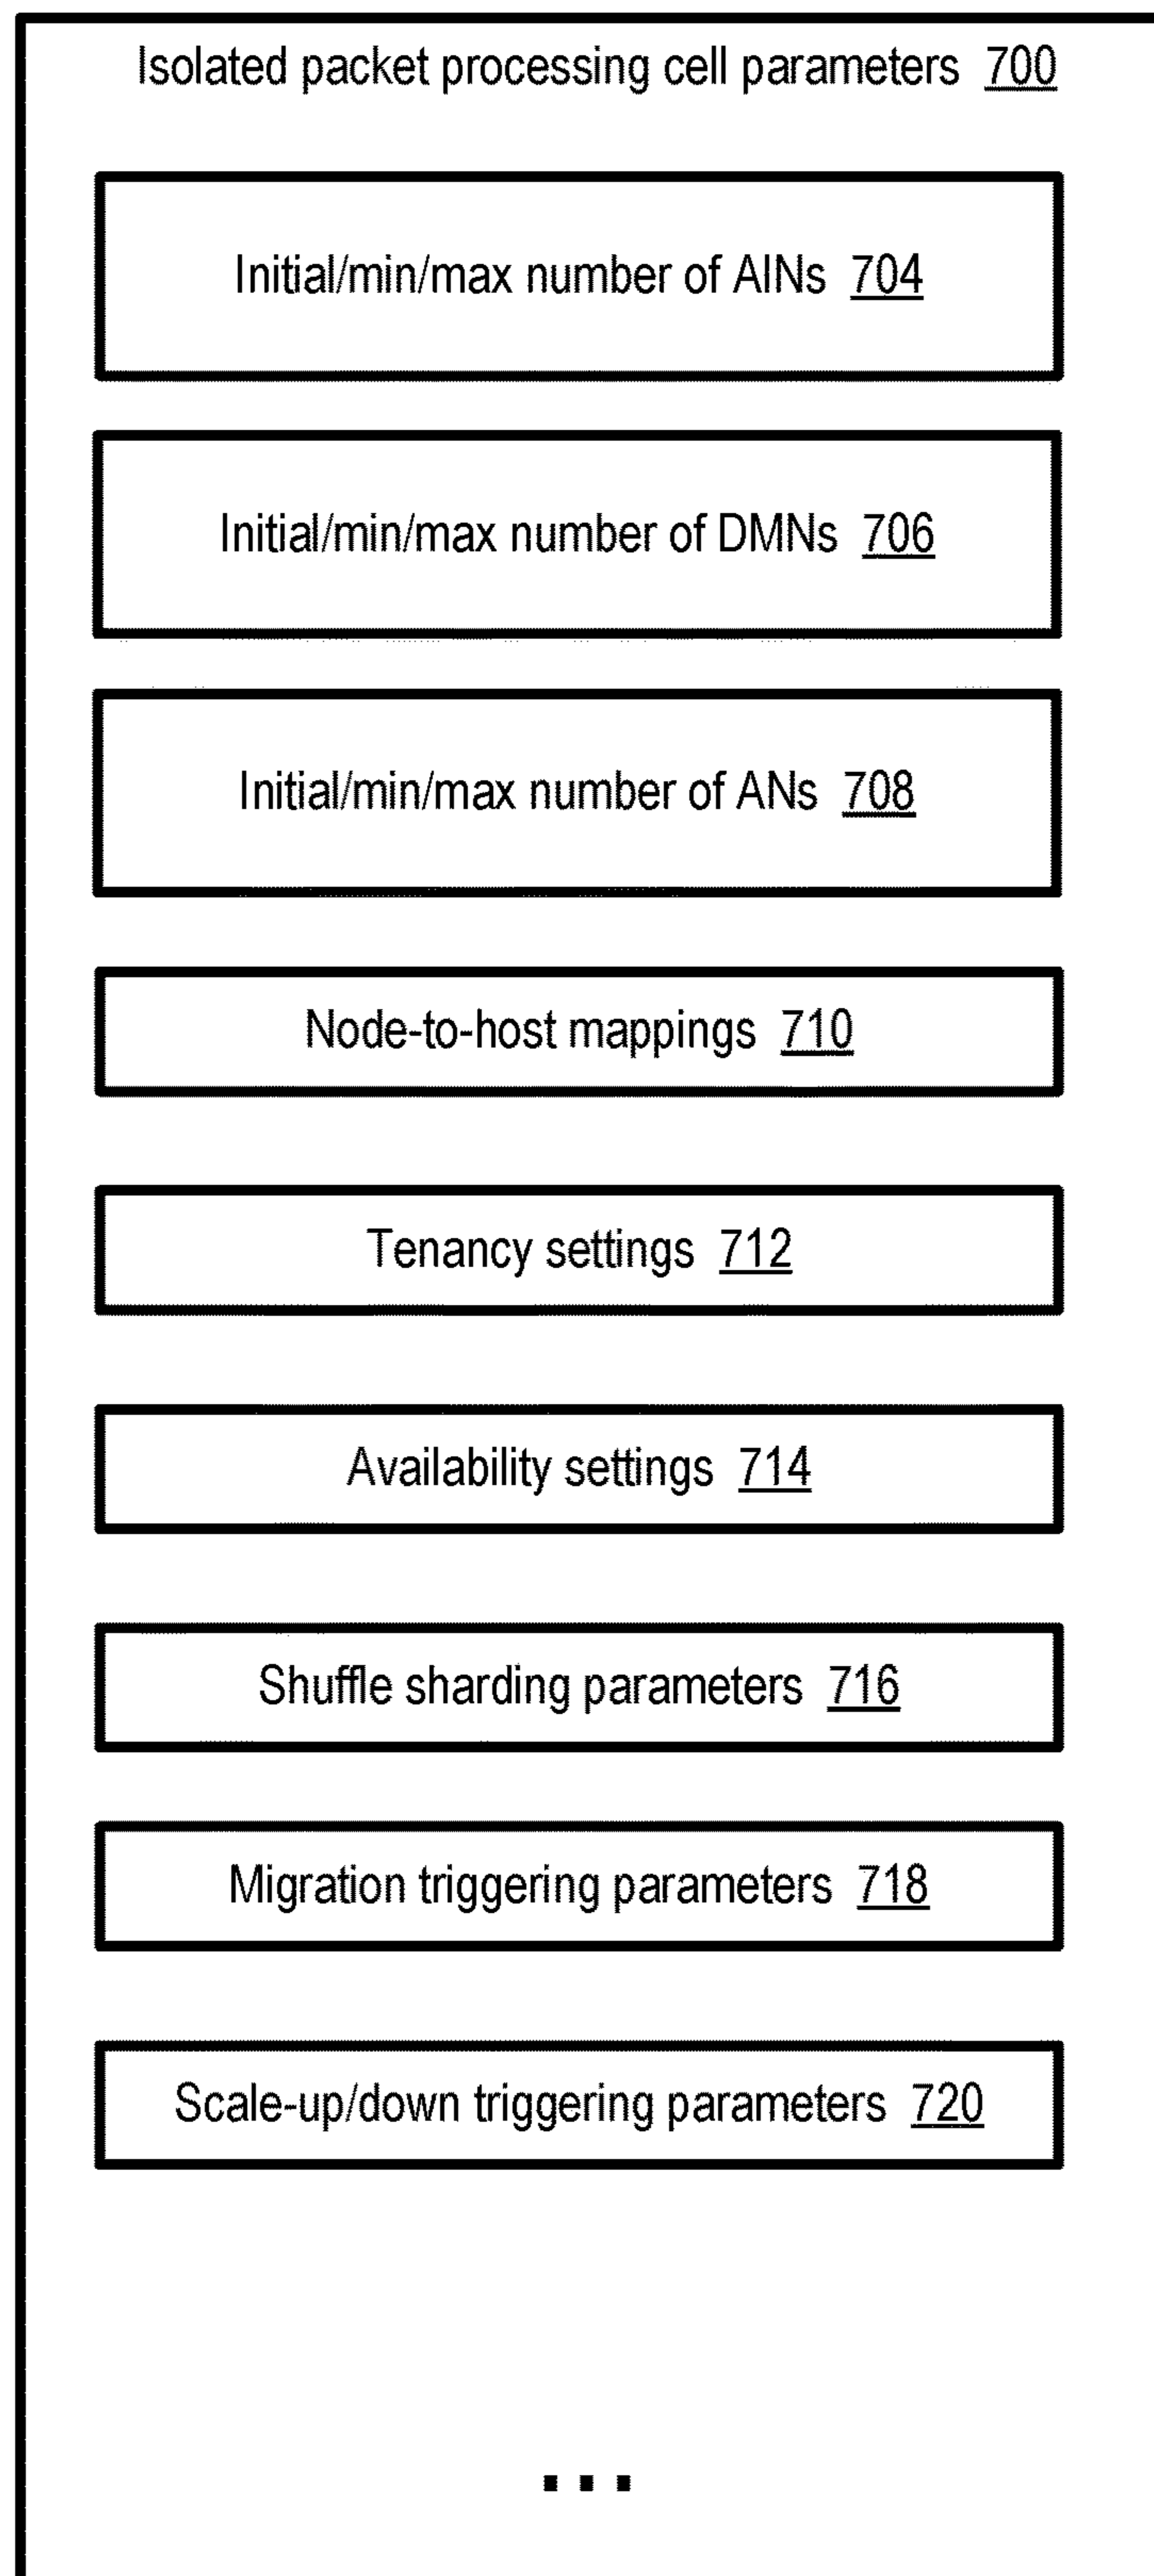 Isolated packet processing cell parameters 700
Initial/min/max number of AINs 704
Initial/min/max number of DMNs 706
Initial/min/max number of ANs 708
Node-to-host mappings 710
Tenancy settings 712
Availability settings 714
Shuffle sharding parameters 716
Migration triggering parameters 718
Scale-up/down triggering parameters 720
...